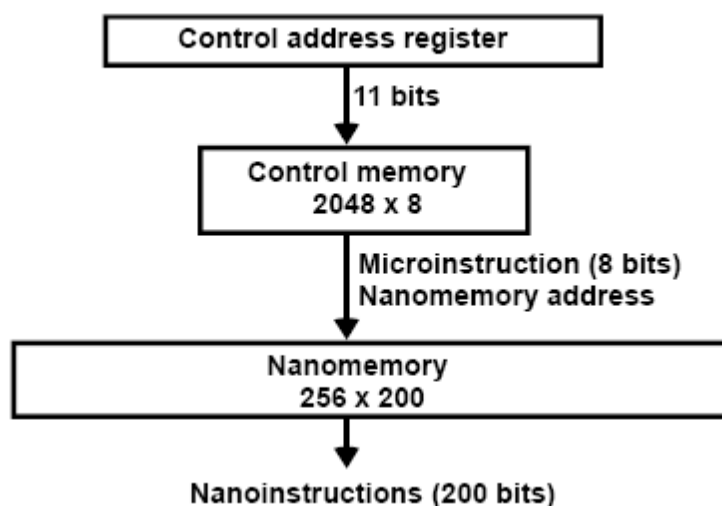 Control address register
11 bits
Control memory
2048 x 8
Microinstruction (8 bits)
Nanomemory address
Nanomemory
256 x 200
Nanoinstructions (200 bits)